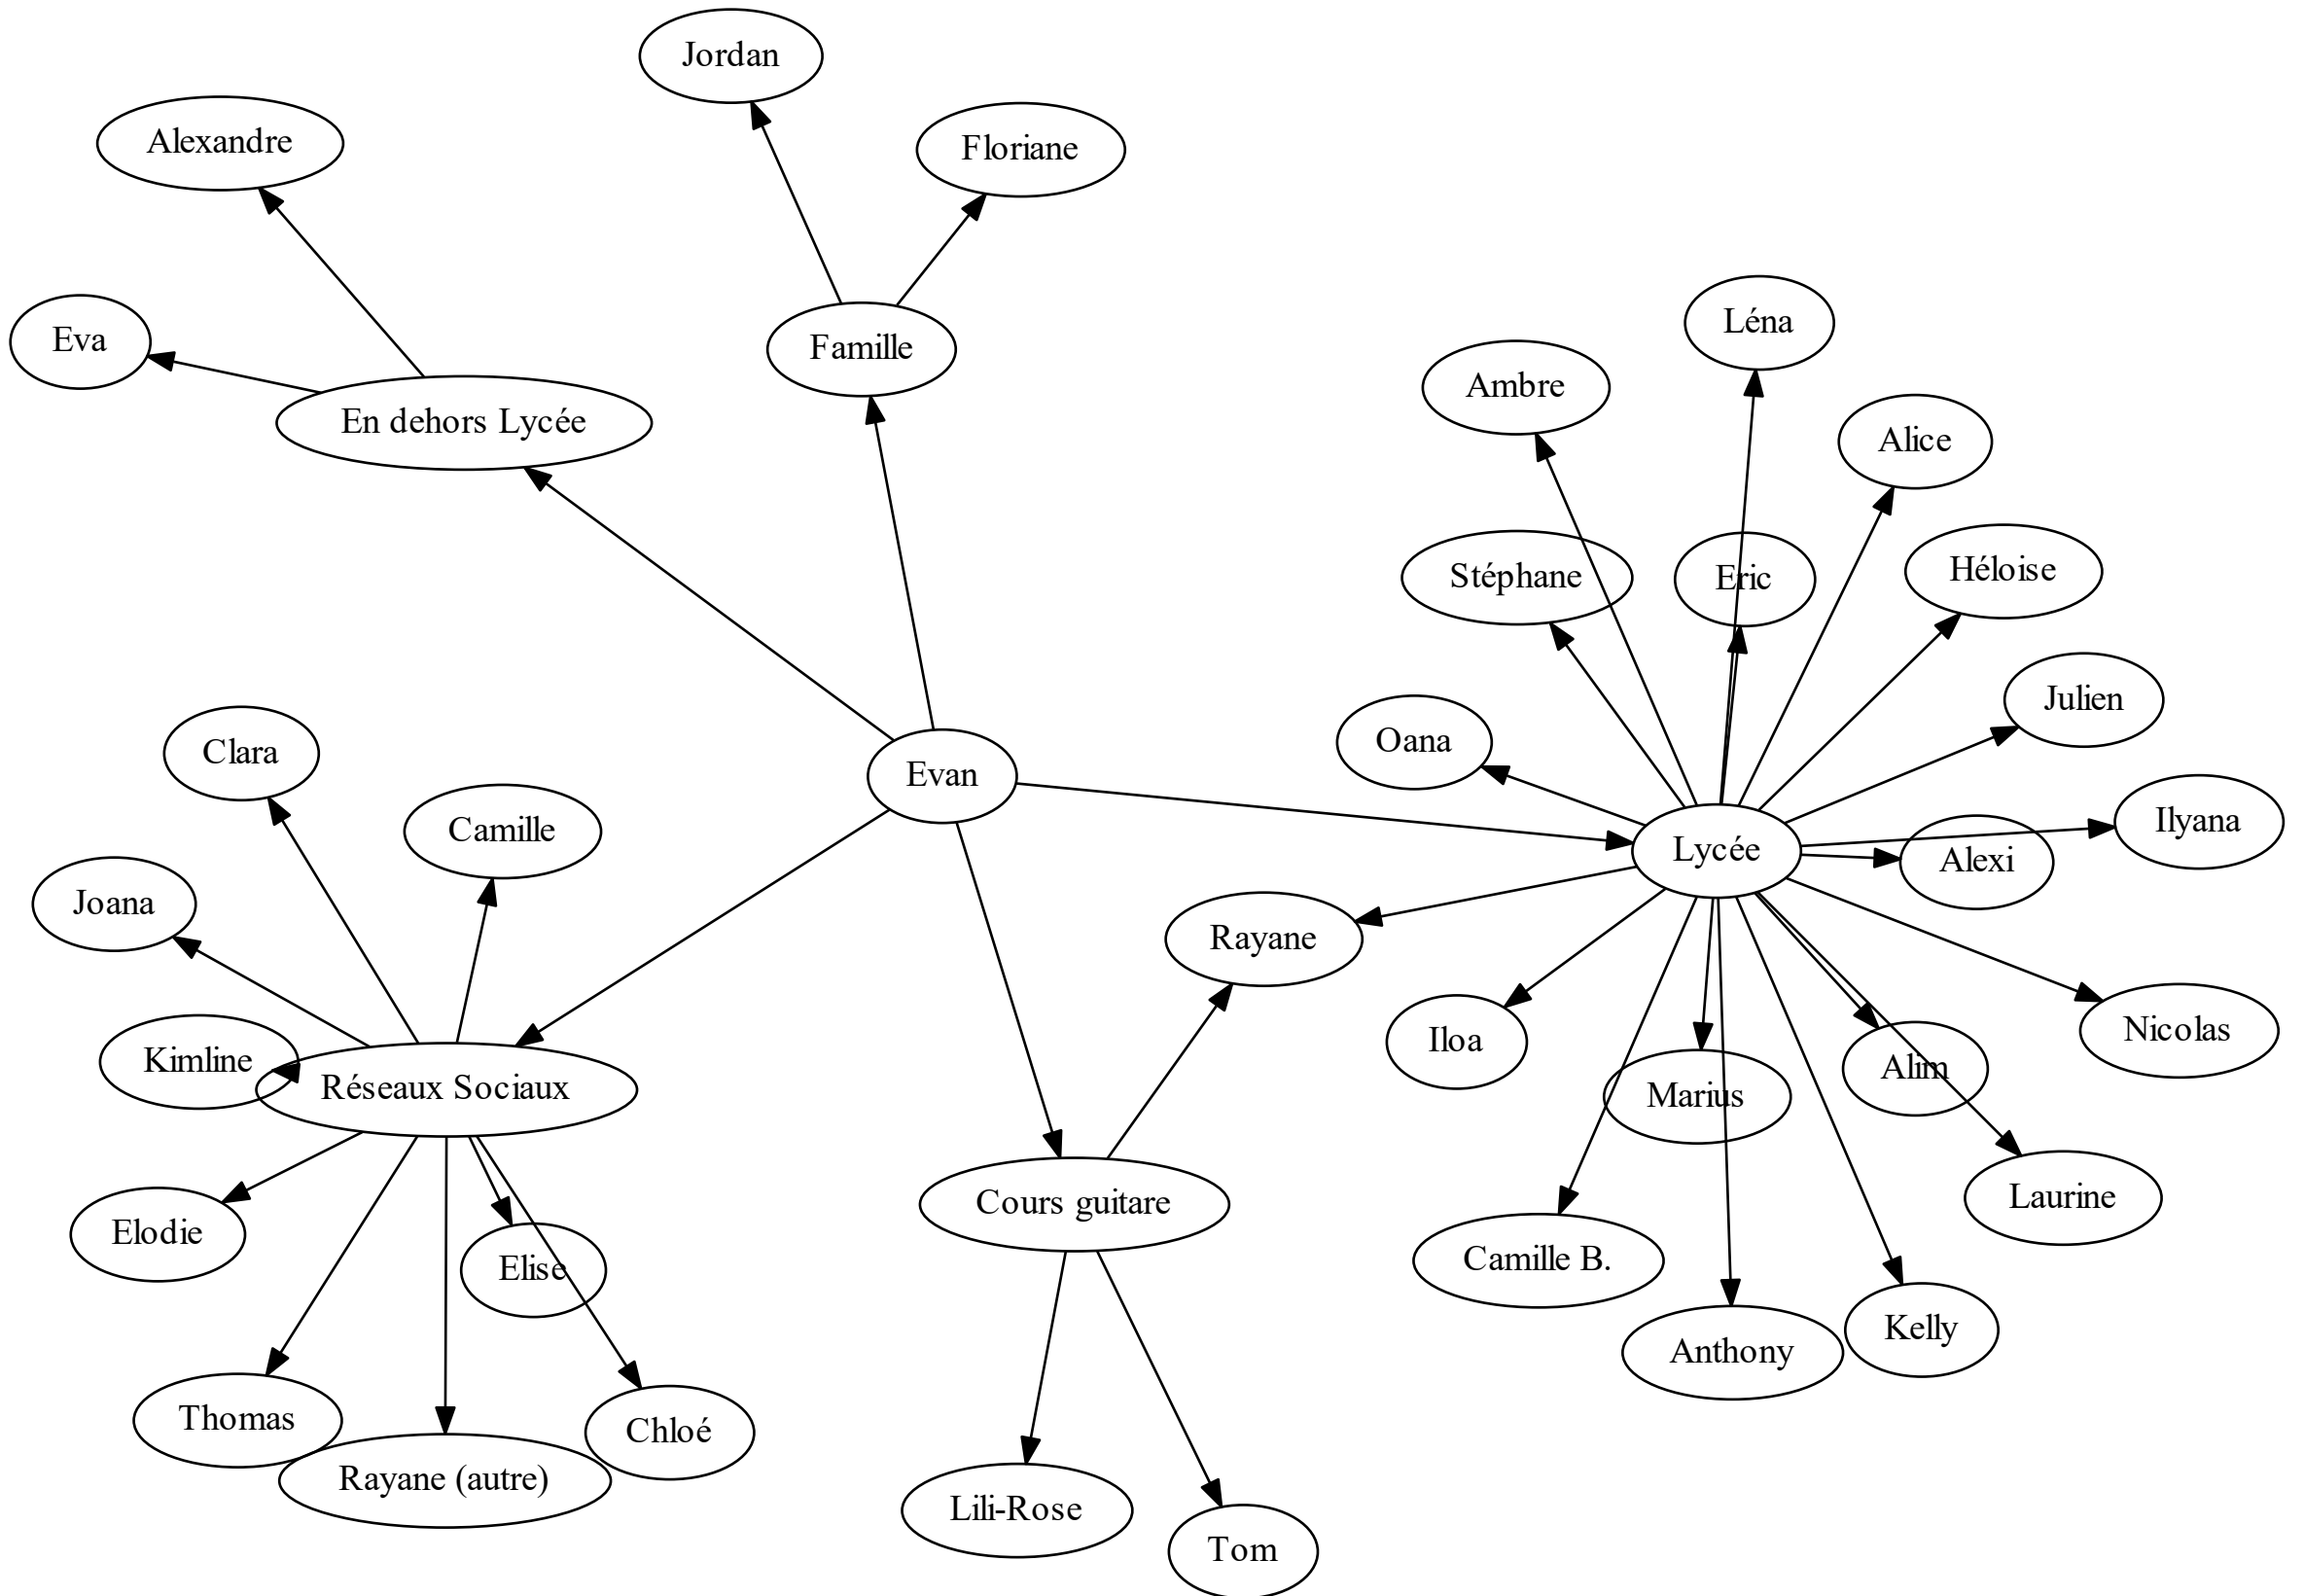 Jordan
Alexandre
Floriane
Léna
Eva
Famille
Ambre
En dehors Lycée
Alice
Stéphane
Eric
Héloise
Julien
Oana
Clara
Evan
Ilyana
Camille
Lycée
Alexi
Joana
Rayane
Nicolas
Iloa
Kimline
Alim
Réseaux Sociaux
Marius
Laurine
Cours guitare
Elodie
Camille B.
Elise
Kelly
Anthony
Thomas
Chloé
Rayane (autre)
Lili-Rose
Tom